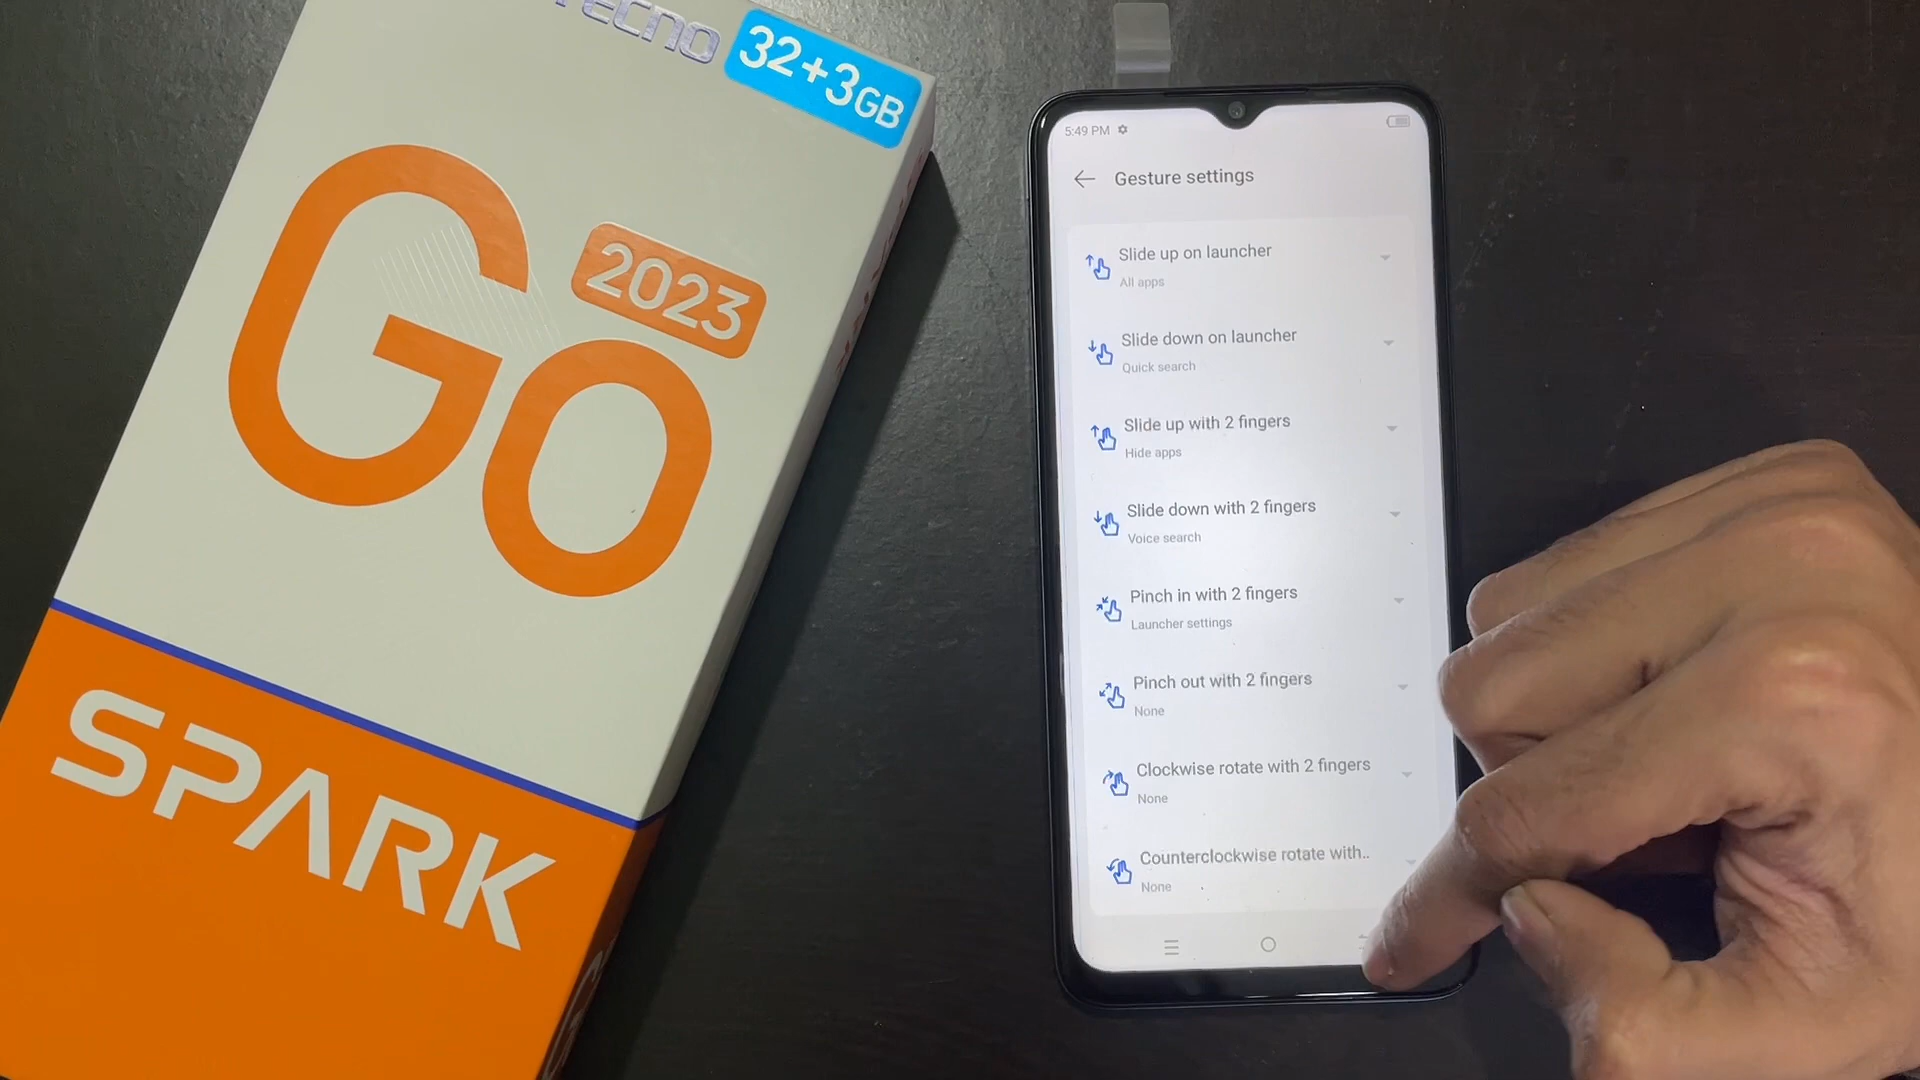 TECNO
32+3GB
GO
2023
SPARK
5:49 PM
Gesture settings
Slide up on launcher
All apps
Slide down on launcher
Quick search
Slide up with 2 fingers
Hide apps
Slide down with 2 fingers
Voice search
Pinch in with 2 fingers
Launcher settings
Pinch out with 2 fingers
None
Clockwise rotate with 2 fingers
None
Counterclockwise rotate with..
None